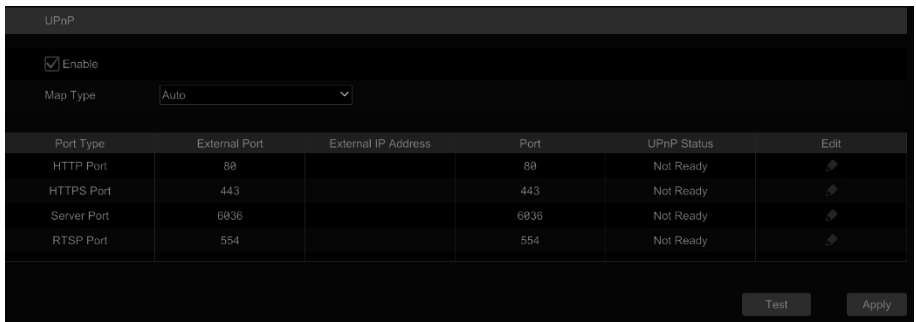 UPnP
Enable
Map Type Auto
Port Type External Port External IP Address Port UPnP Status Edit
HTTP Port 80 80 Not Ready
HTTPS Port 443 443 Not Ready
Server Port 6036 6036 Not Ready
RTSP Port 554 554 Not Ready
Test Apply